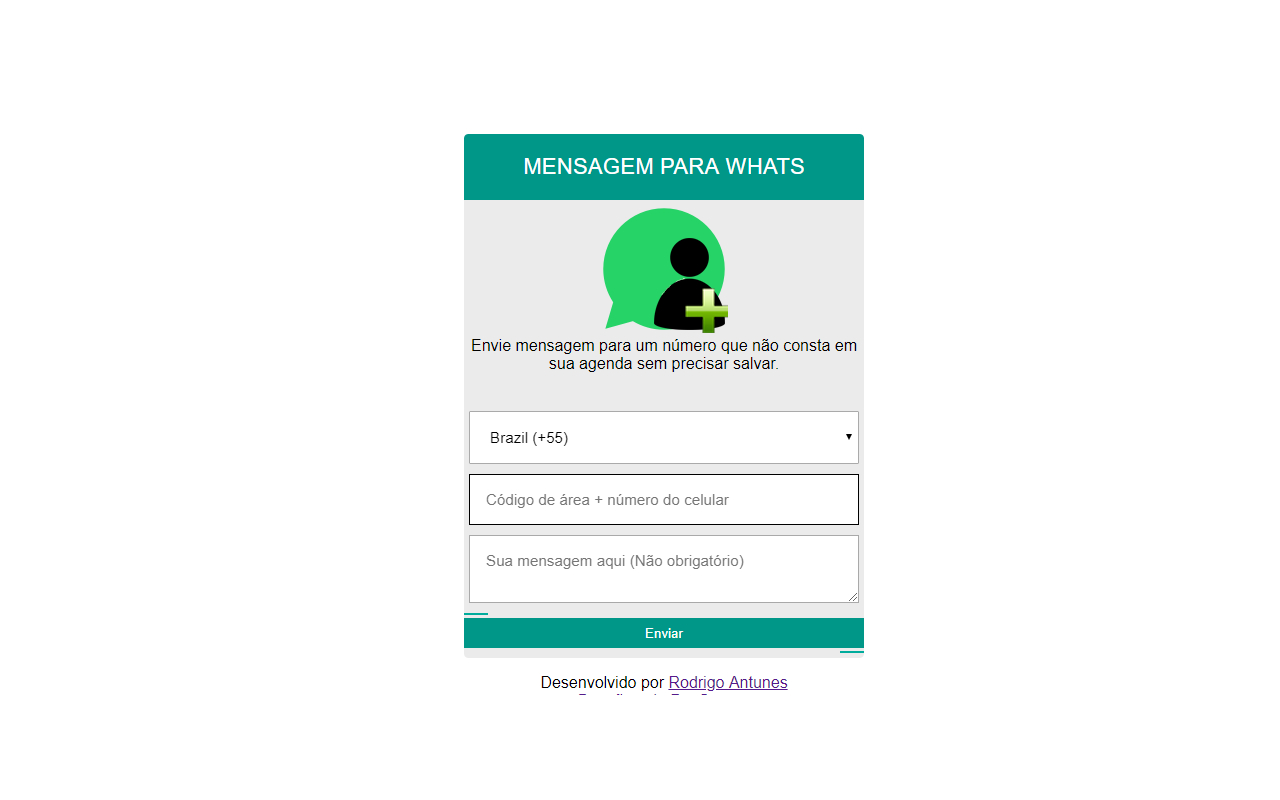 MENSAGEM PARA WHATS
Envie mensagem para um número que não consta em
sua agenda sem precisar salvar.
Brazil (+55)
Código de área + número do celular
Sua mensagem aqui (Não obrigatório)
Enviar
Desenvolvido por Rodrigo Antunes